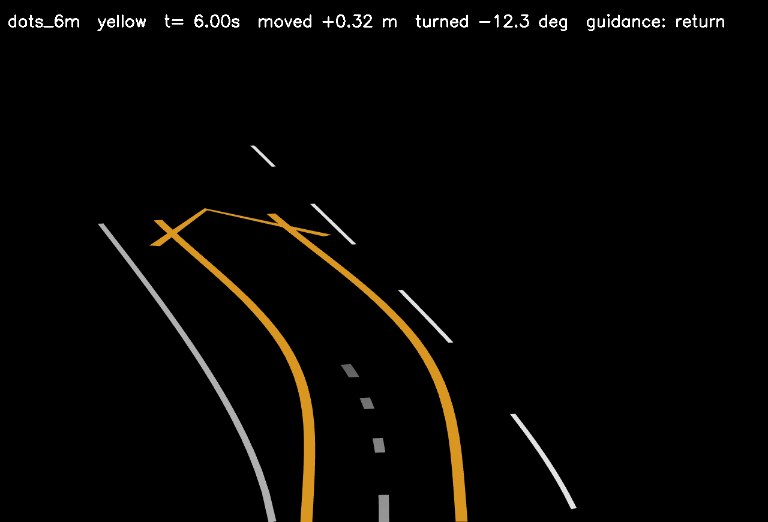 dots_6m yellow t= 6.00s moved +0.32 m turned −12.3 deg guidance: return